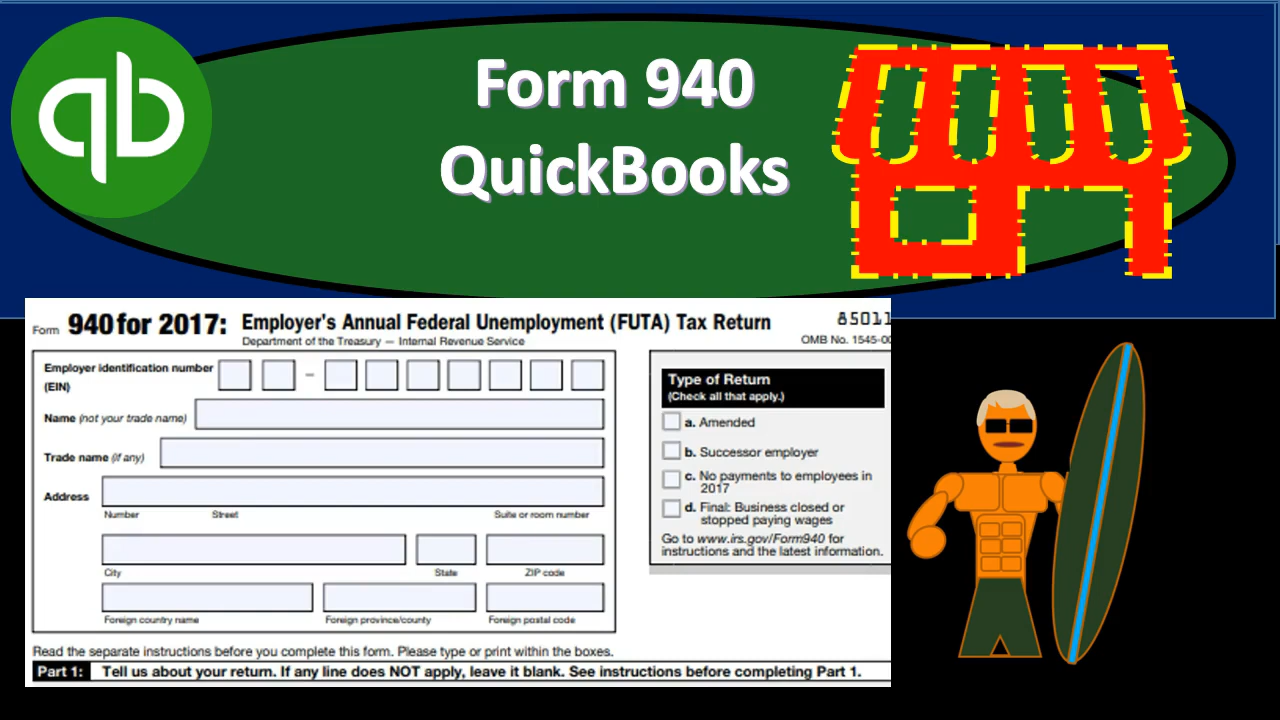 qb
Form 940
QuickBooks
Form 940 for 2017: Employer's Annual Federal Unemployment (FUTA) Tax Return
Department of the Treasury — Internal Revenue Service
85011
OMB No. 1545-00
Employer identification number
(EIN)
–
Name (not your trade name)
Trade name (if any)
Address
Number Street Suite or room number
City State ZIP code
Foreign country name Foreign province/county Foreign postal code
Type of Return
(Check all that apply.)
a. Amended
b. Successor employer
c. No payments to employees in
2017
d. Final: Business closed or
stopped paying wages
Go to www.irs.gov/Form940 for
instructions and the latest information.
Read the separate instructions before you complete this form. Please type or print within the boxes.
Part 1: Tell us about your return. If any line does NOT apply, leave it blank. See instructions before completing Part 1.